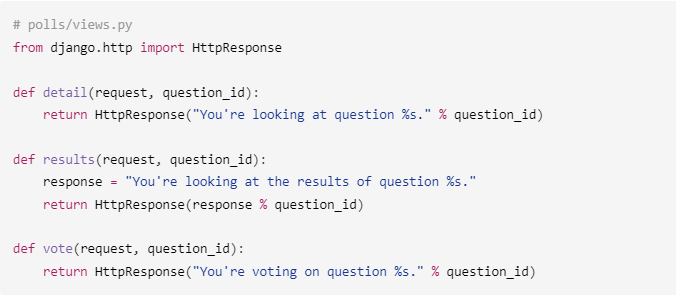 # polls/views.py
from django.http import HttpResponse

def detail(request, question_id):
    return HttpResponse("You're looking at question %s." % question_id)

def results(request, question_id):
    response = "You're looking at the results of question %s."
    return HttpResponse(response % question_id)

def vote(request, question_id):
    return HttpResponse("You're voting on question %s." % question_id)